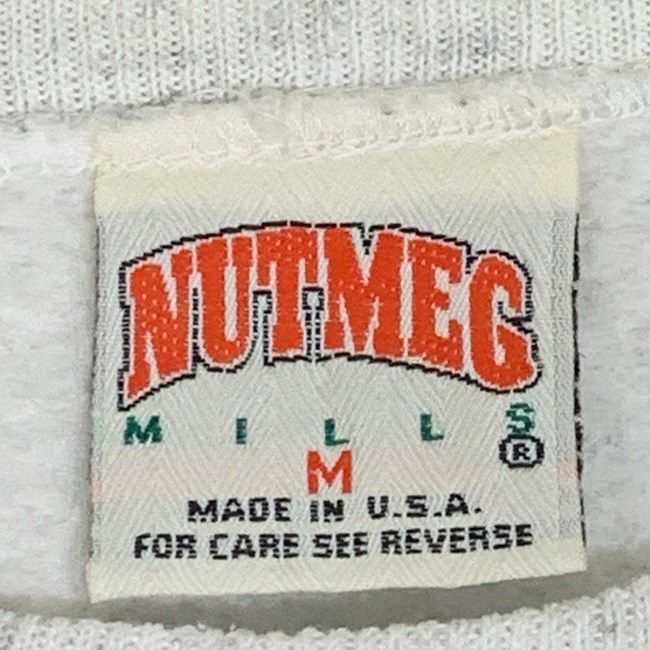 NUTMEG
MILLS
®
M
MADE IN U.S.A.
FOR CARE SEE REVERSE